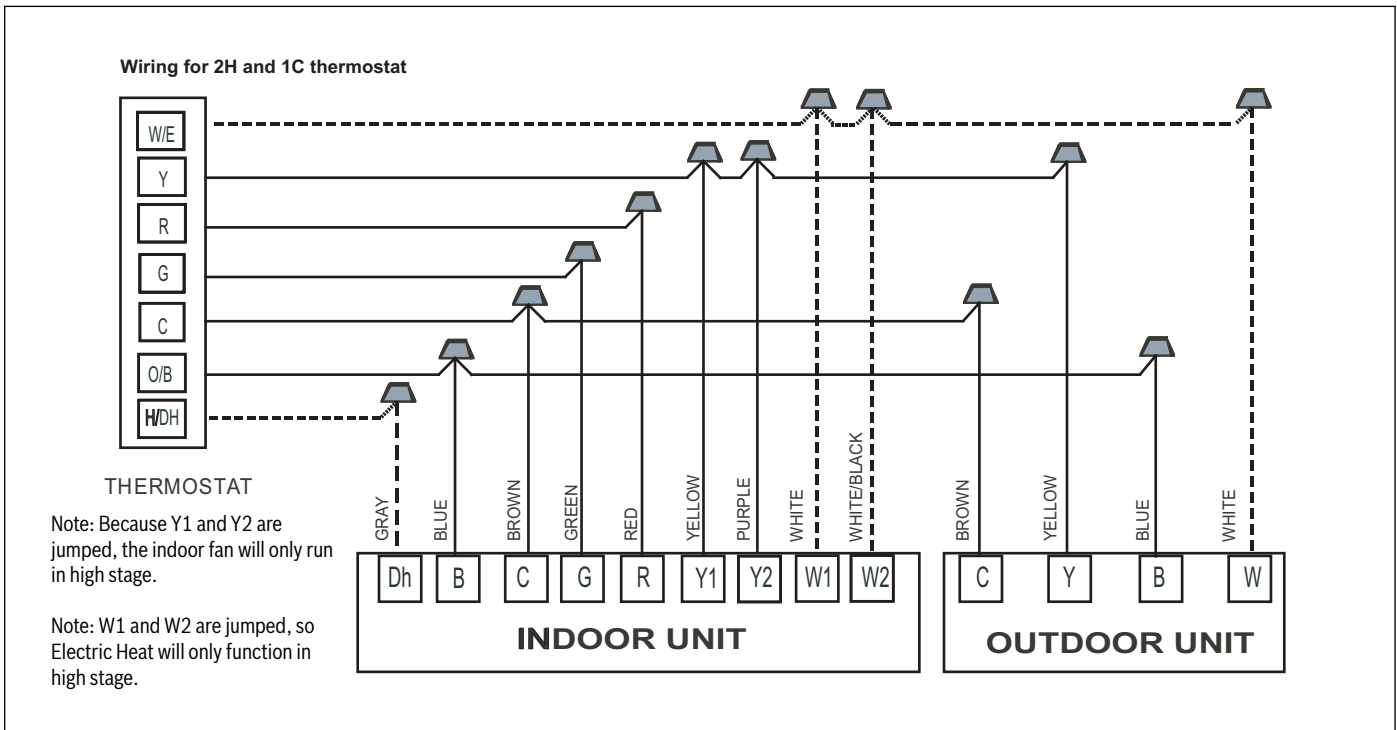 Wiring for 2H and 1C thermostat
W/E
Y
R
G
C
O/B
H/DH
THERMOSTAT
Note: Because Y1 and Y2 are
jumped, the indoor fan will only run
in high stage.
Note: W1 and W2 are jumped, so
Electric Heat will only function in
high stage.
GRAY
BLUE
BROWN
GREEN
RED
YELLOW
PURPLE
WHITE
WHITE/BLACK
BROWN
YELLOW
BLUE
WHITE
Dh
B
C
G
R
Y1
Y2
W1
W2
INDOOR UNIT
C
Y
B
W
OUTDOOR UNIT